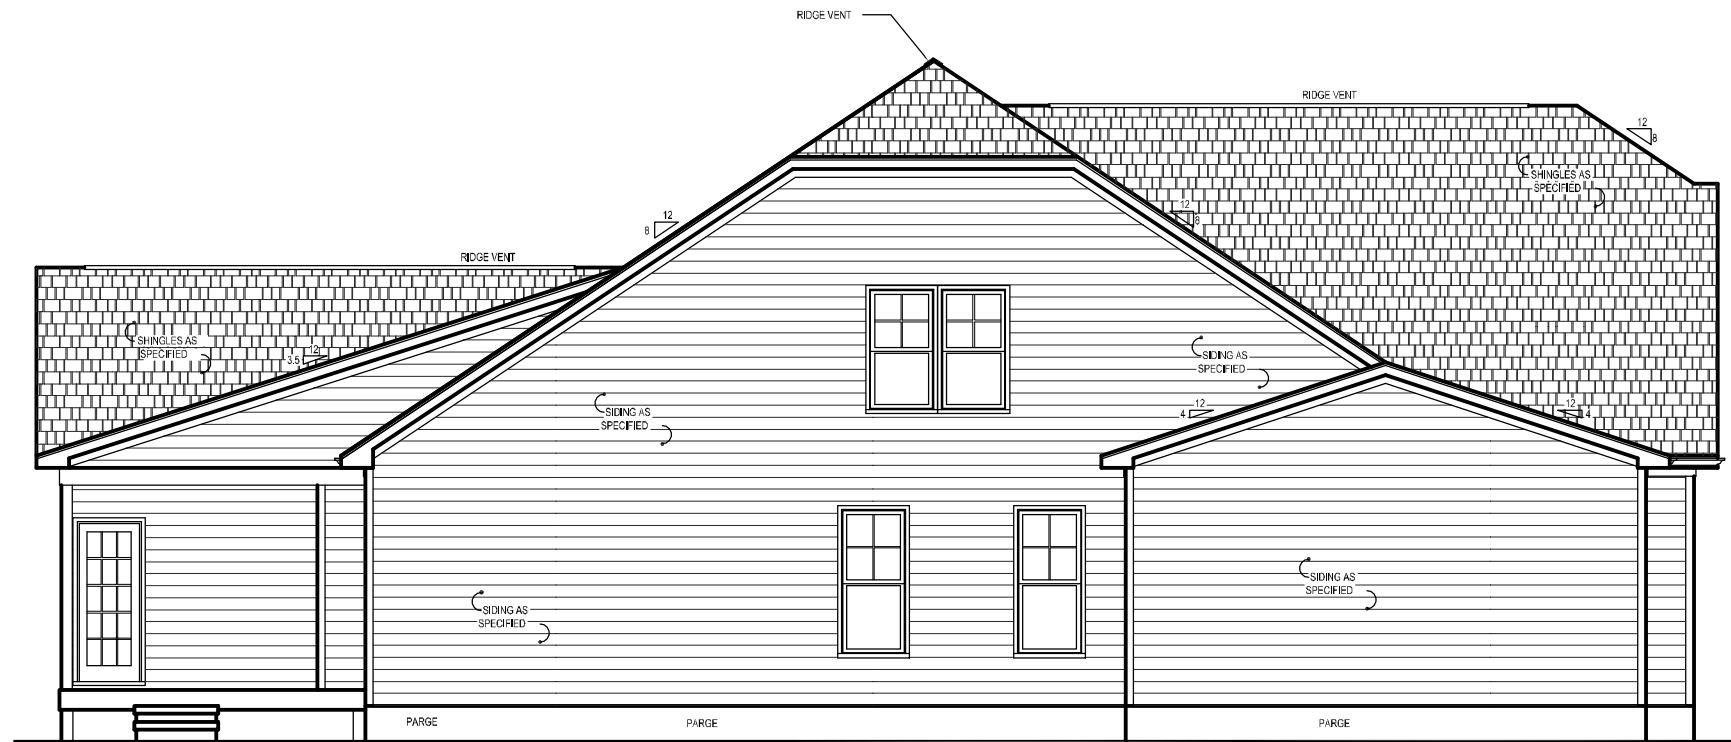 RIDGE VENT
RIDGE VENT
12
8
SHINGLES AS
SPECIFIED
12
8
12
8
RIDGE VENT
SHINGLES AS
SPECIFIED
12
3.5
SIDING AS
SPECIFIED
SIDING AS
SPECIFIED
12
4
12
4
SIDING AS
SPECIFIED
SIDING AS
SPECIFIED
PARGE
PARGE
PARGE